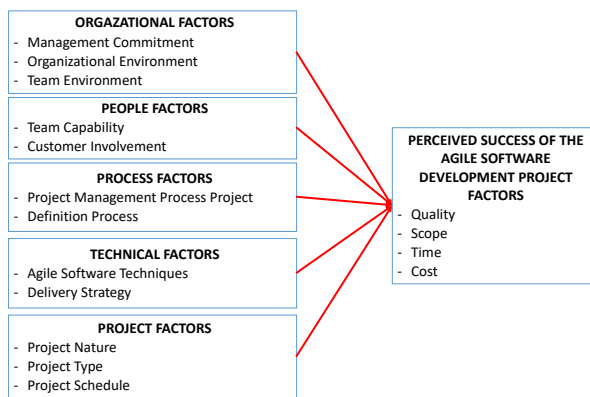 ORGAZATIONAL FACTORS
- Management Commitment
- Organizational Environment
- Team Environment
PEOPLE FACTORS
- Team Capability
- Customer Involvement
PROCESS FACTORS
- Project Management Process Project
- Definition Process
TECHNICAL FACTORS
- Agile Software Techniques
- Delivery Strategy
PROJECT FACTORS
- Project Nature
- Project Type
- Project Schedule
PERCEIVED SUCCESS OF THE
AGILE SOFTWARE
DEVELOPMENT PROJECT
FACTORS
- Quality
- Scope
- Time
- Cost